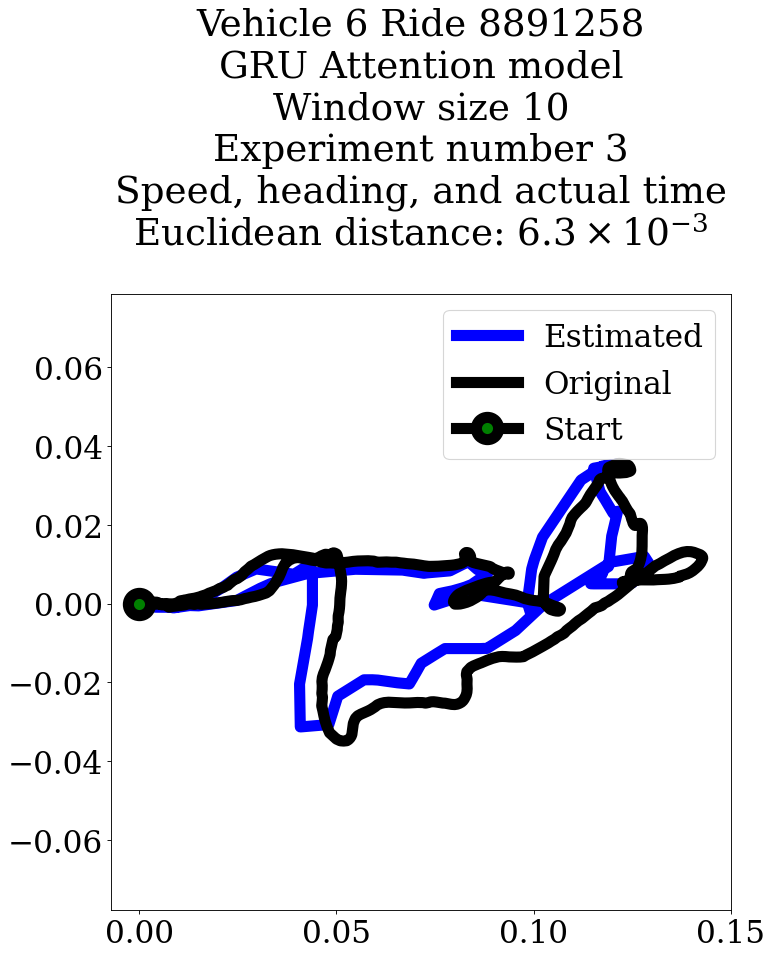 Vehicle 6 Ride 8891258
GRU Attention model
Window size 10
Experiment number 3
Speed, heading, and actual time
Euclidean distance: 6.3 × 10⁻³
Estimated
Original
Start
0.06
0.04
0.02
0.00
−0.02
−0.04
−0.06
0.00 0.05 0.10 0.15